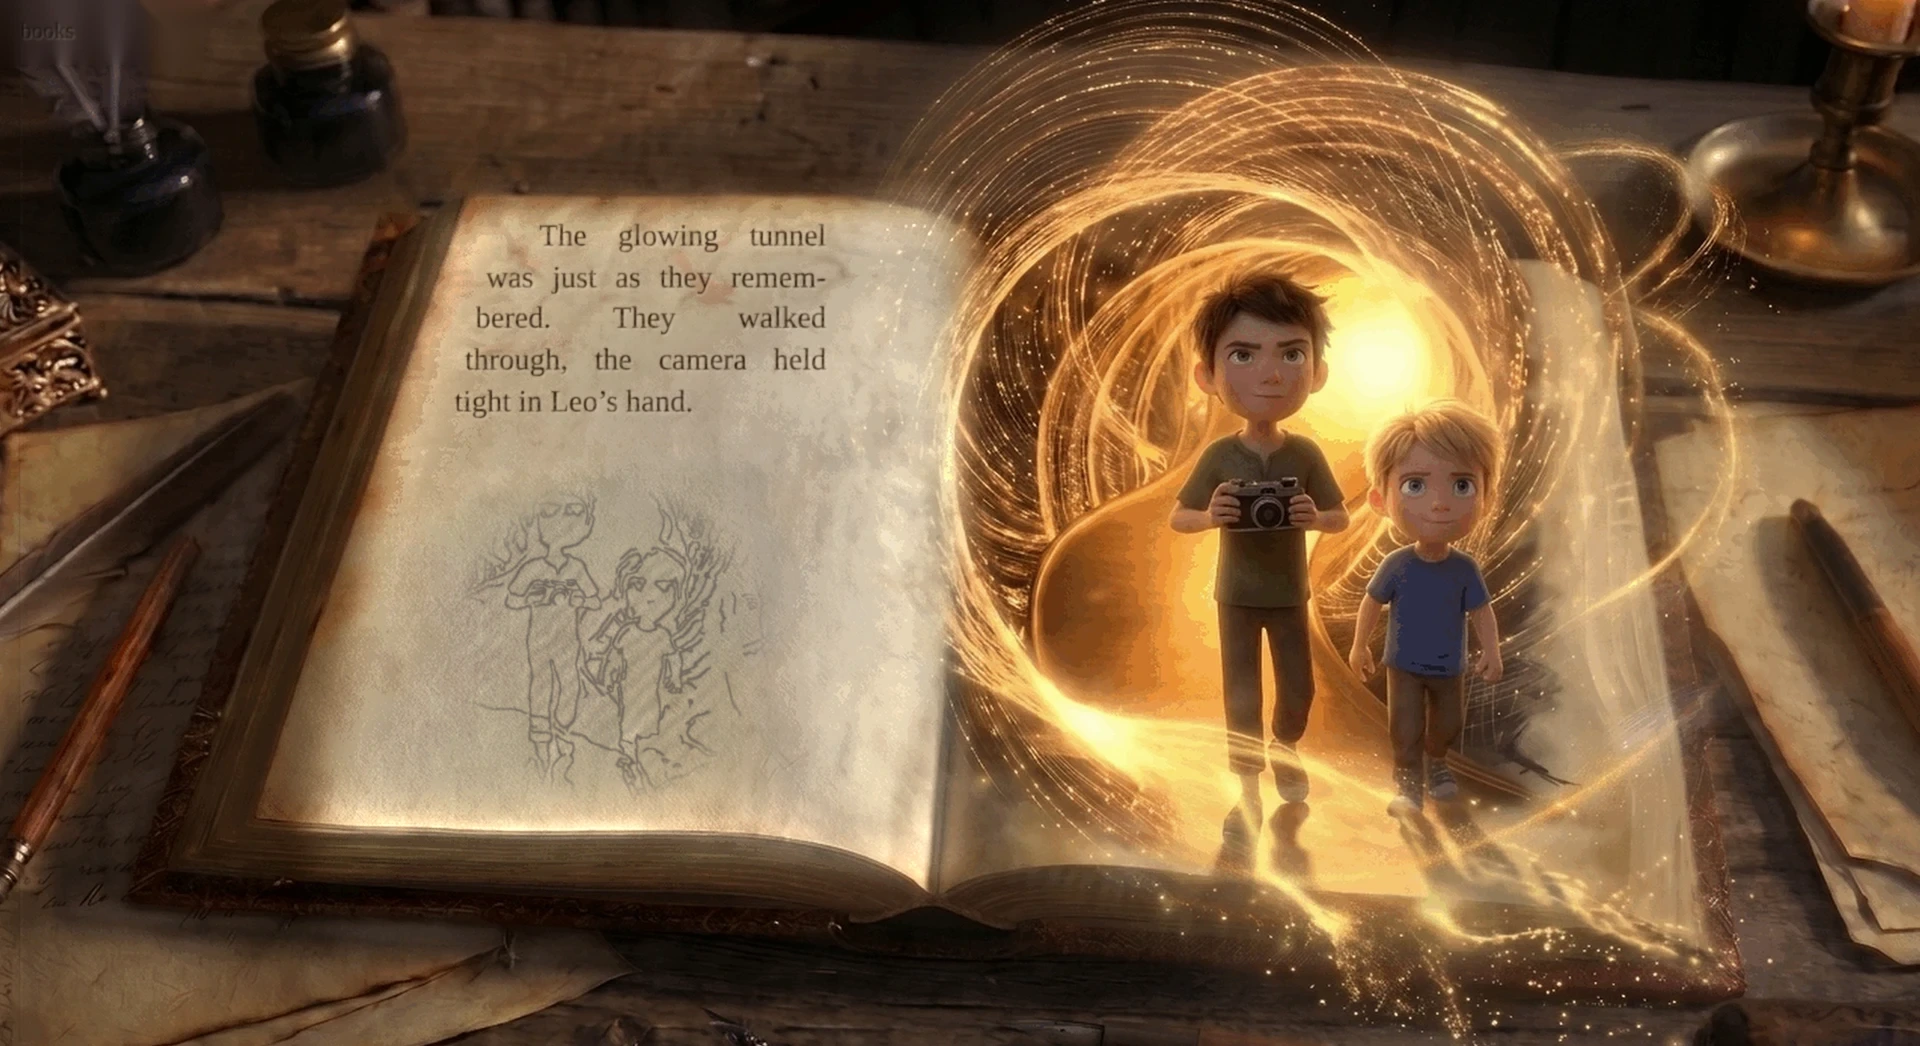 books
The glowing tunnel
was just as they remem-
bered. They walked
through, the camera held
tight in Leo’s hand.